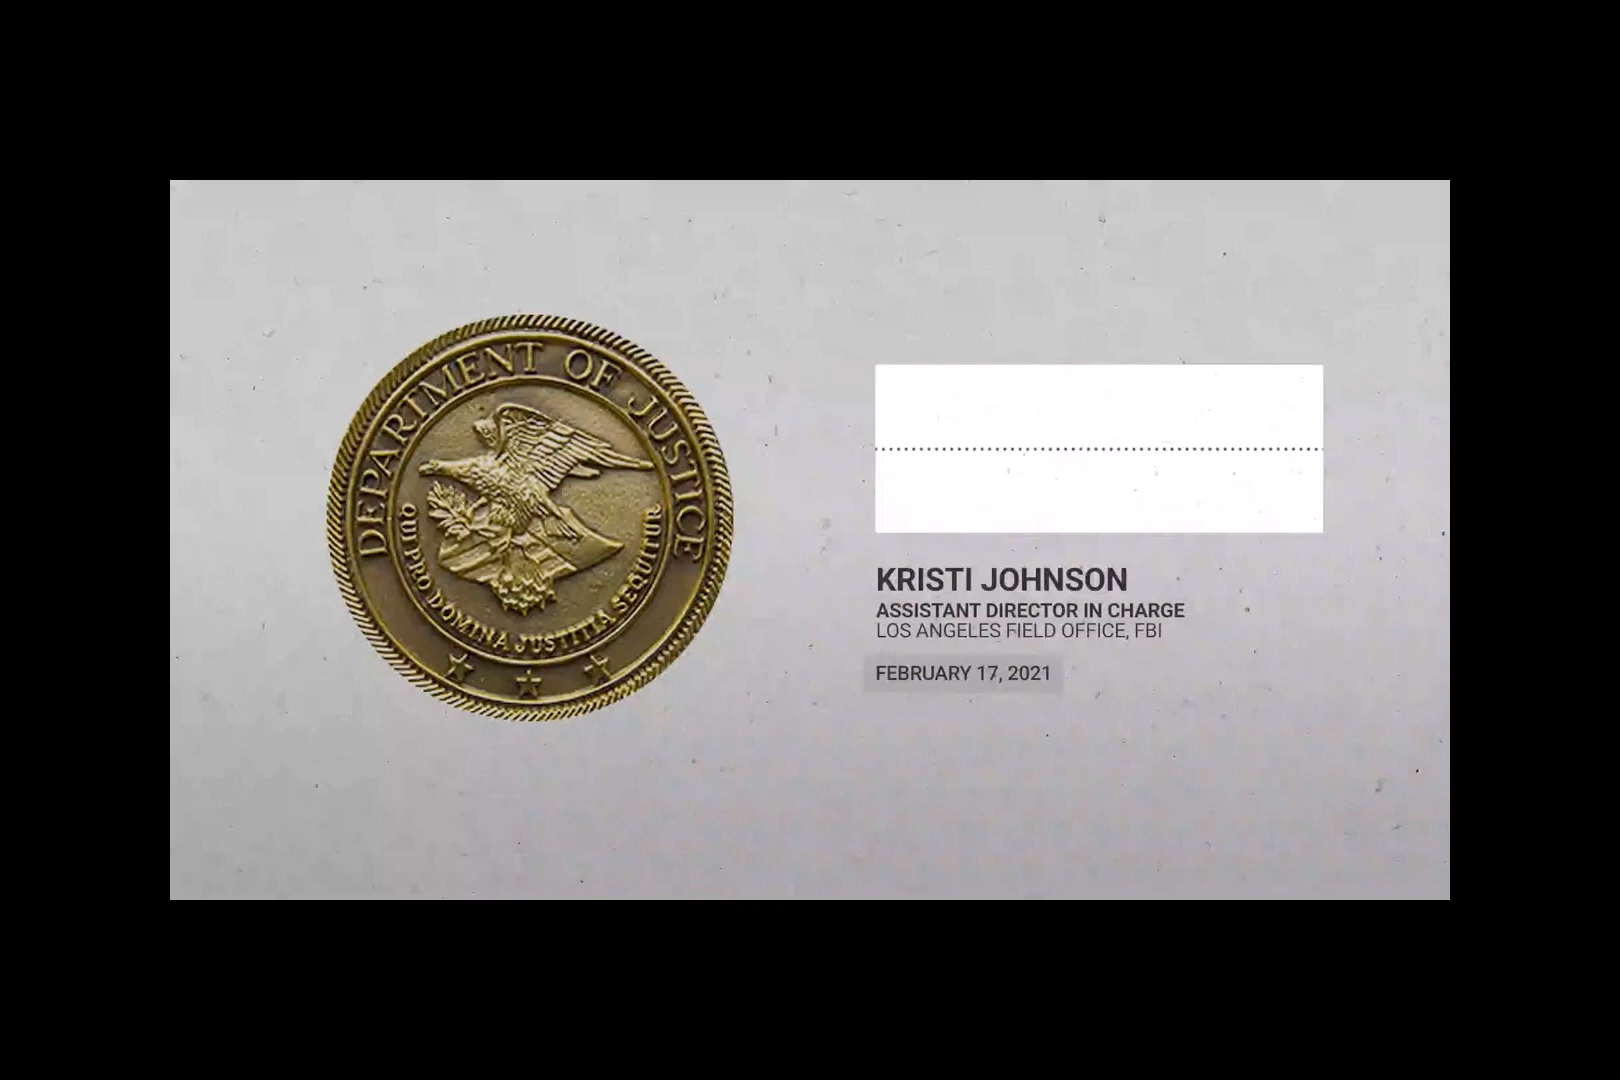 DEPARTMENT OF JUSTICE
QUI PRO DOMINA JUSTITIA SEQUITUR
KRISTI JOHNSON
ASSISTANT DIRECTOR IN CHARGE
LOS ANGELES FIELD OFFICE, FBI
FEBRUARY 17, 2021